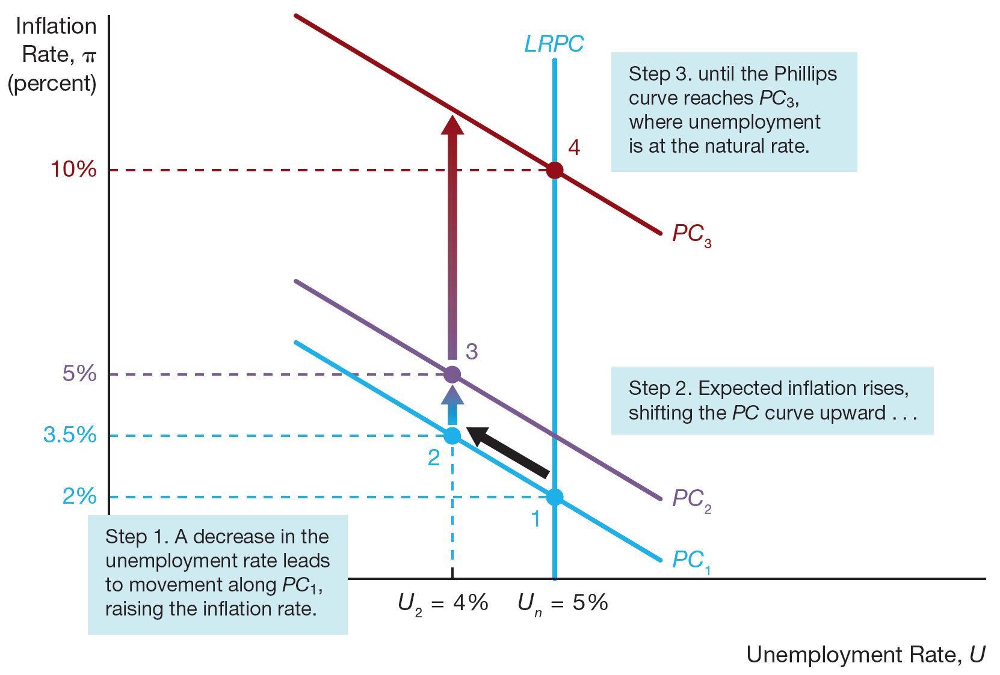 Inflation
Rate, π
(percent)
LRPC
Step 3. until the Phillips
curve reaches PC₃,
where unemployment
is at the natural rate.
4
10%
PC₃
3
5%
Step 2. Expected inflation rises,
shifting the PC curve upward . . .
3.5%
2
2%
PC₂
1
Step 1. A decrease in the
unemployment rate leads
to movement along PC₁,
raising the inflation rate.
PC₁
U₂ = 4%
Uₙ = 5%
Unemployment Rate, U